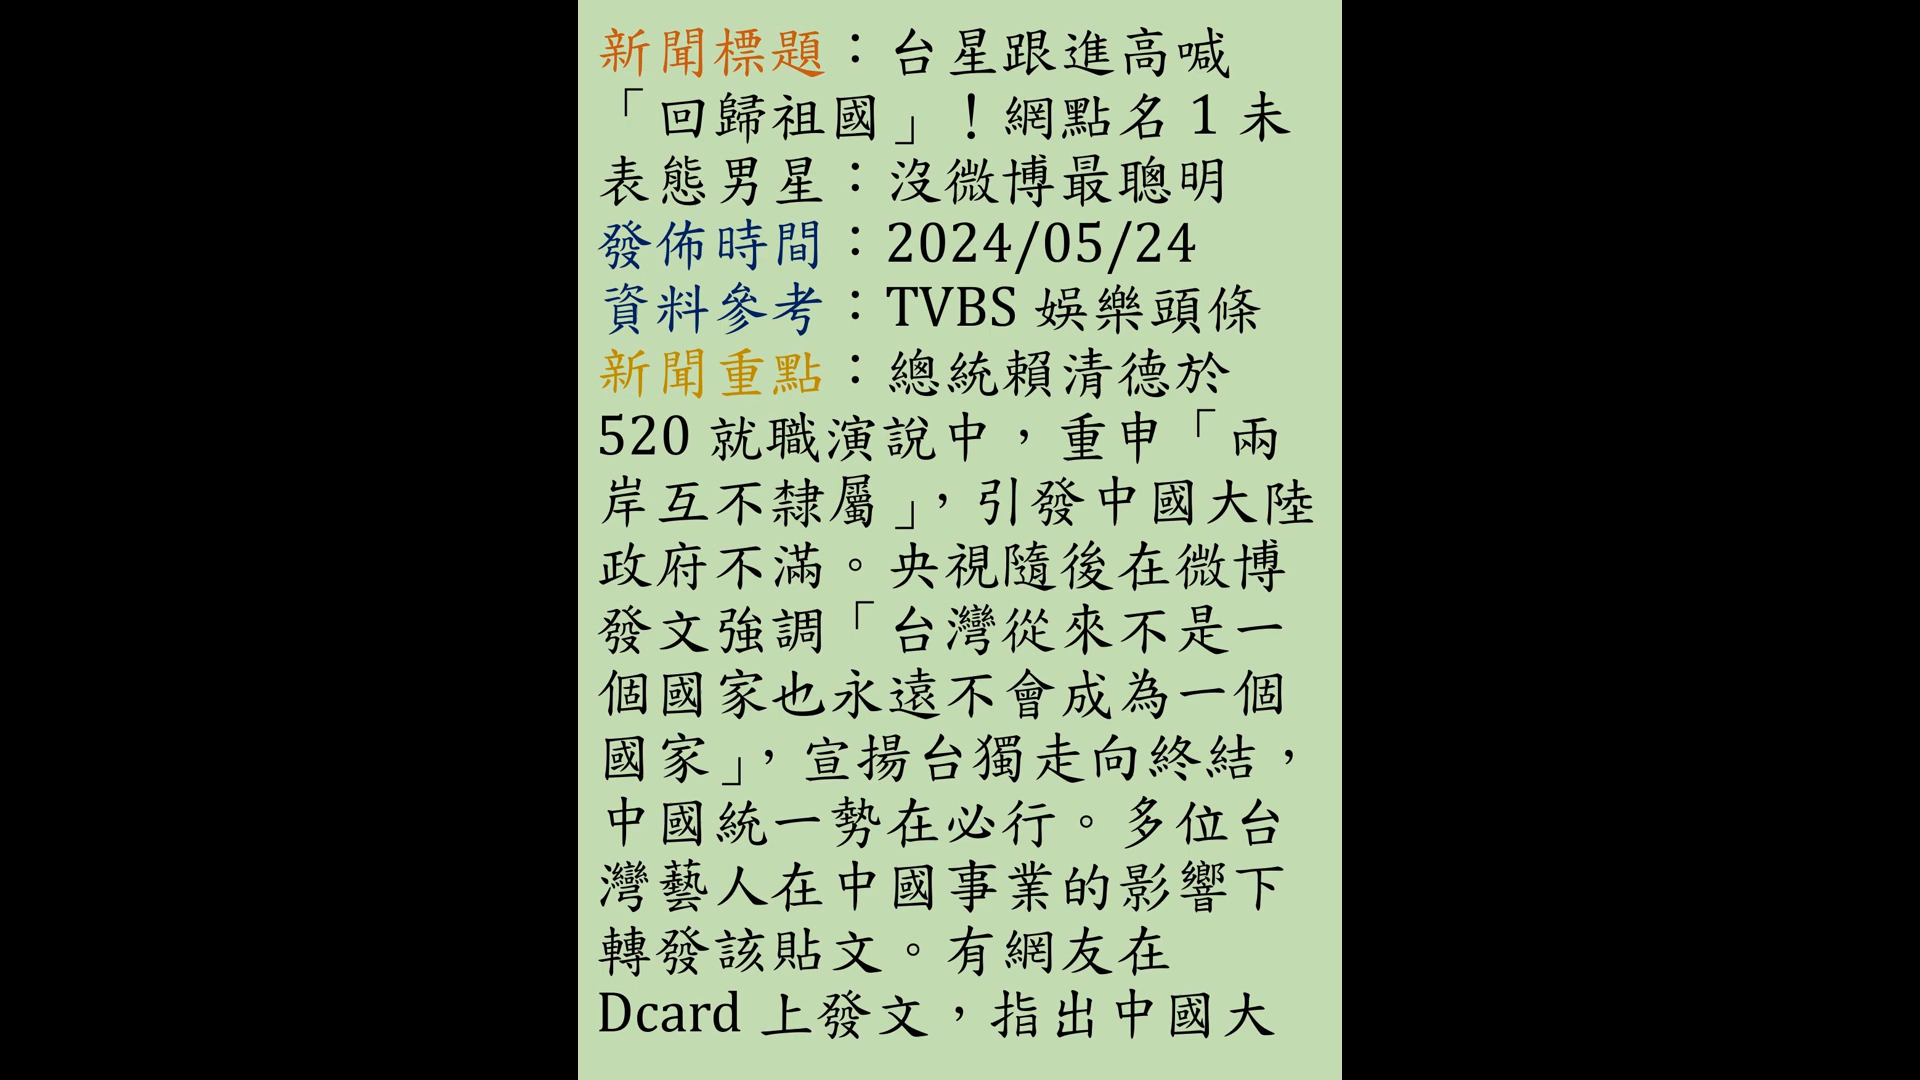 新聞標題：台星跟進高喊
「回歸祖國」！網點名 1 未
表態男星：沒微博最聰明
發佈時間：2024/05/24
資料參考：TVBS 娛樂頭條
新聞重點：總統賴清德於
520 就職演說中，重申「兩
岸互不隸屬」，引發中國大陸
政府不滿。央視隨後在微博
發文強調「台灣從來不是一
個國家也永遠不會成為一個
國家」，宣揚台獨走向終結，
中國統一勢在必行。多位台
灣藝人在中國事業的影響下
轉發該貼文。有網友在
Dcard 上發文，指出中國大